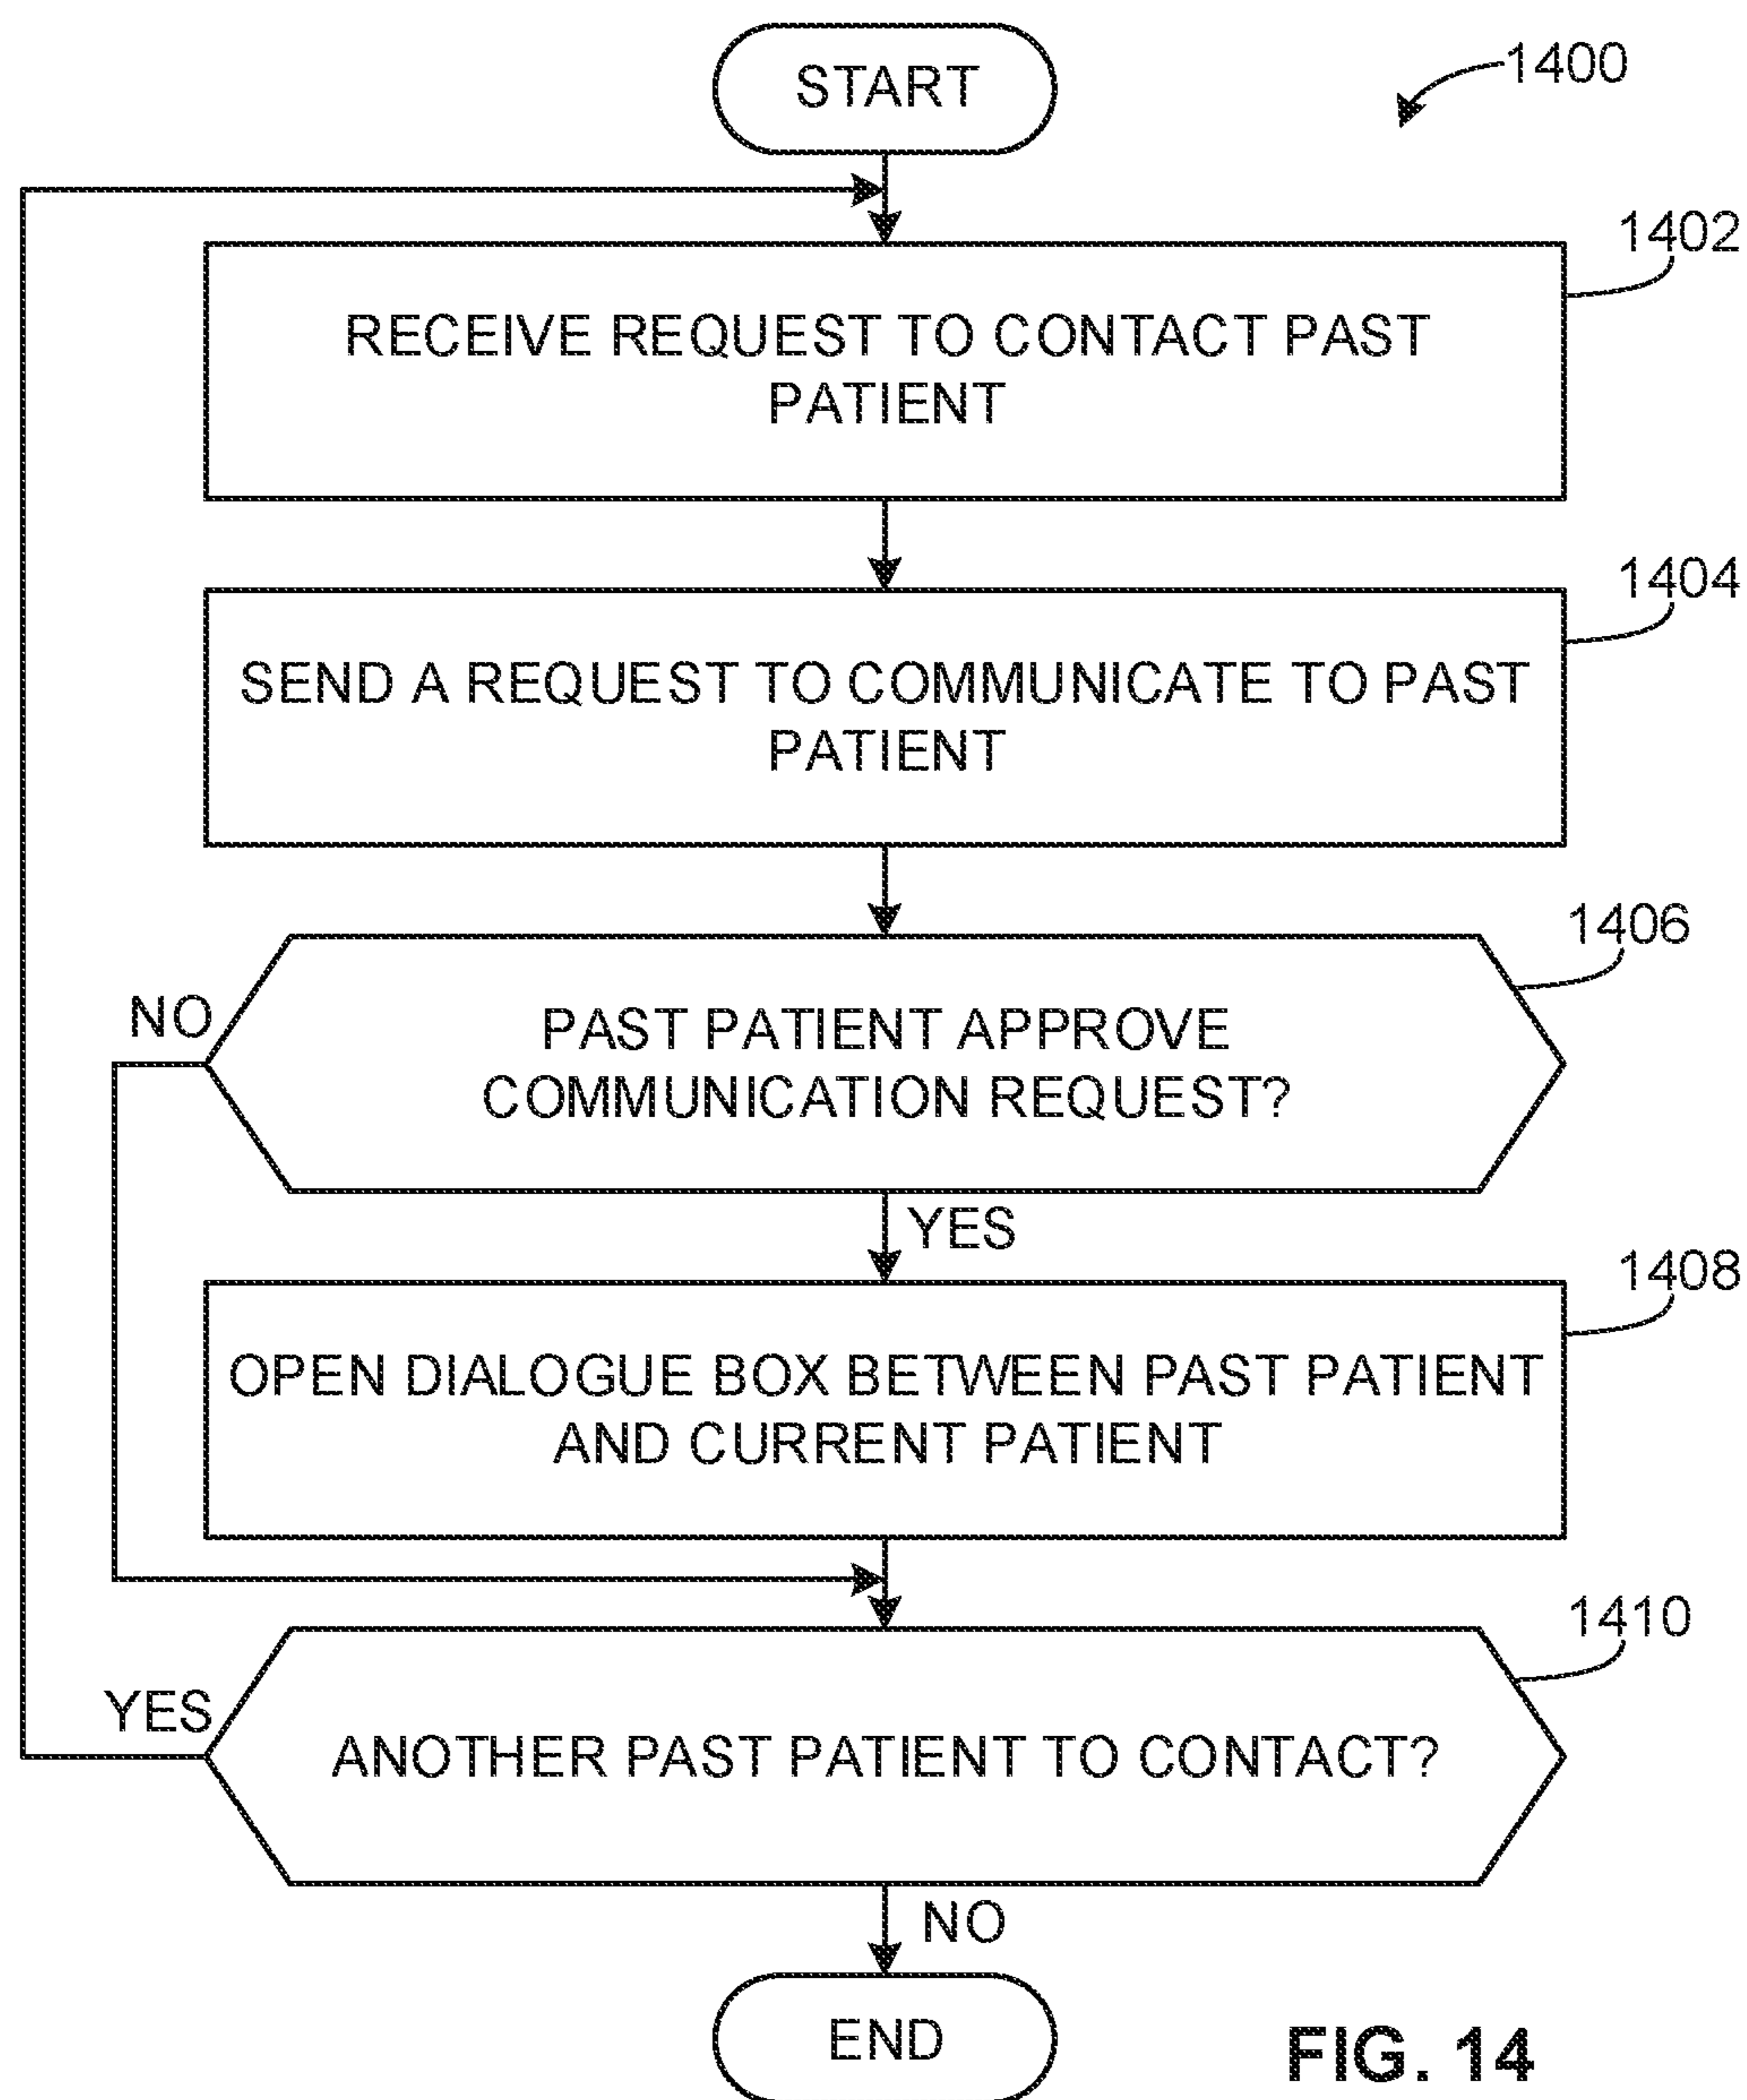 START
1400
1402
RECEIVE REQUEST TO CONTACT PAST
PATIENT
1404
SEND A REQUEST TO COMMUNICATE TO PAST
PATIENT
1406
NO
PAST PATIENT APPROVE
COMMUNICATION REQUEST?
YES
1408
OPEN DIALOGUE BOX BETWEEN PAST PATIENT
AND CURRENT PATIENT
1410
YES
ANOTHER PAST PATIENT TO CONTACT?
NO
END
FIG. 14